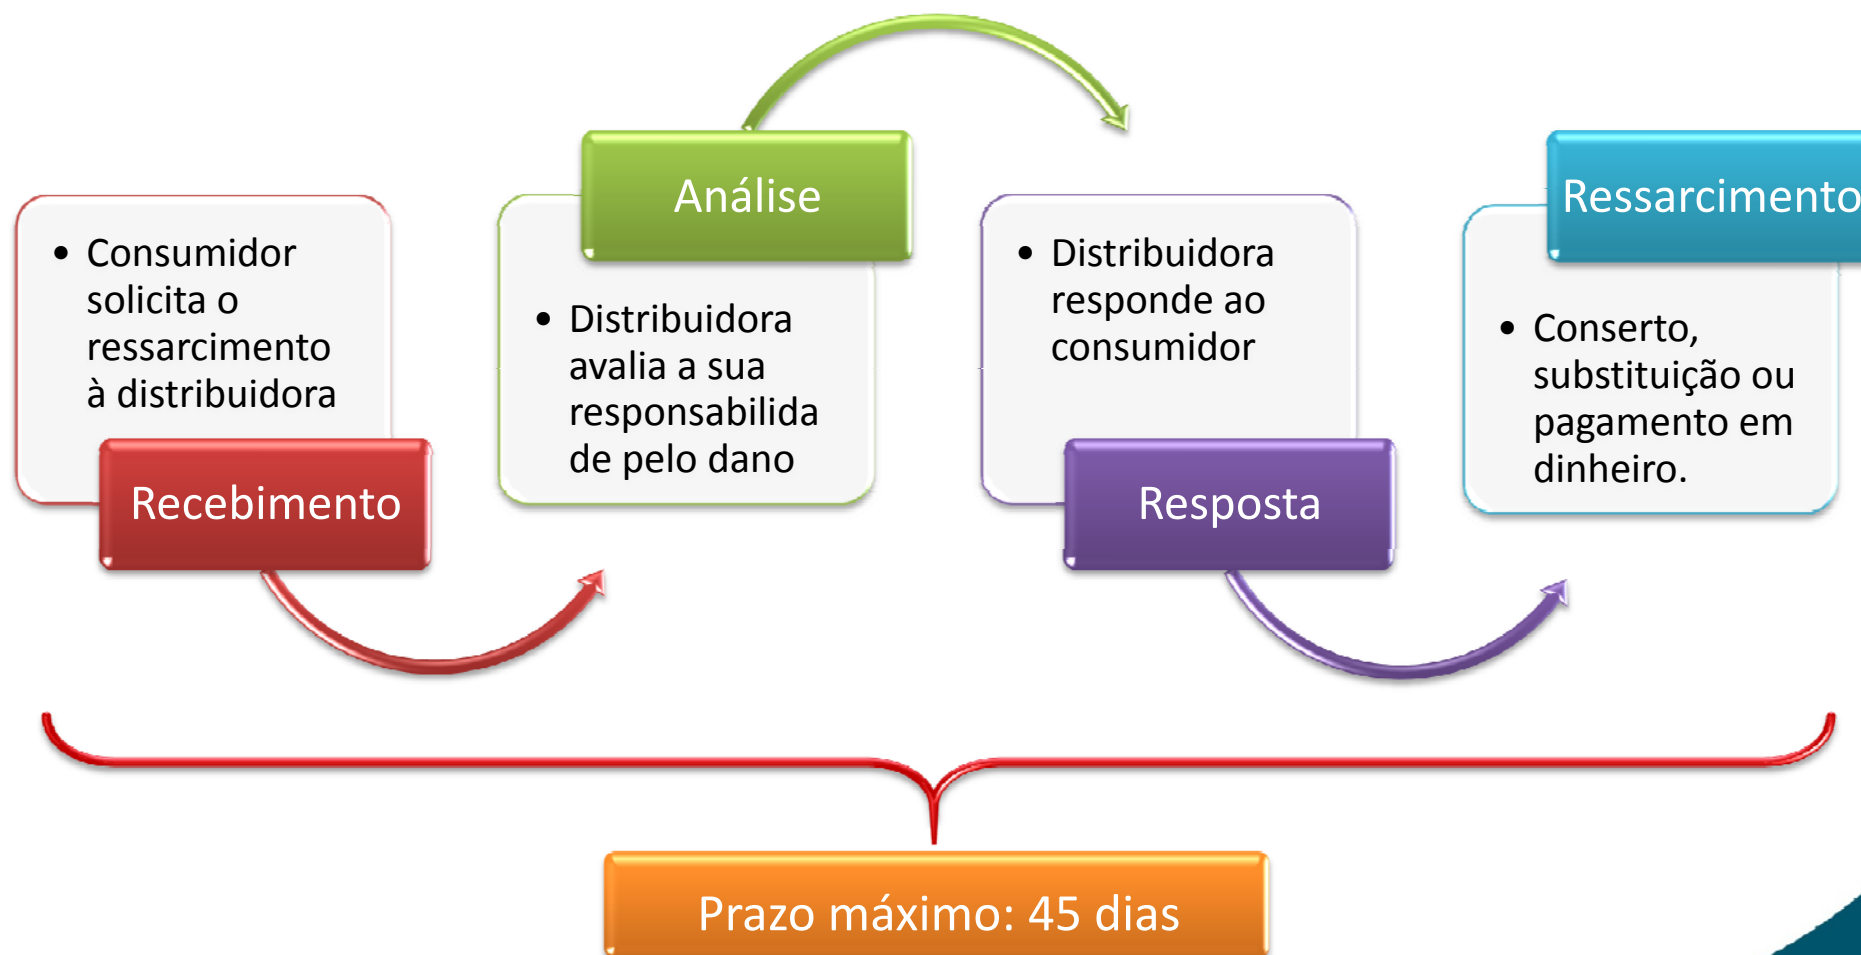 • Consumidor
solicita o
ressarcimento
à distribuidora
Recebimento
Análise
• Distribuidora
avalia a sua
responsabilida
de pelo dano
• Distribuidora
responde ao
consumidor
Resposta
Ressarcimento
• Conserto,
substituição ou
pagamento em
dinheiro.
Prazo máximo: 45 dias